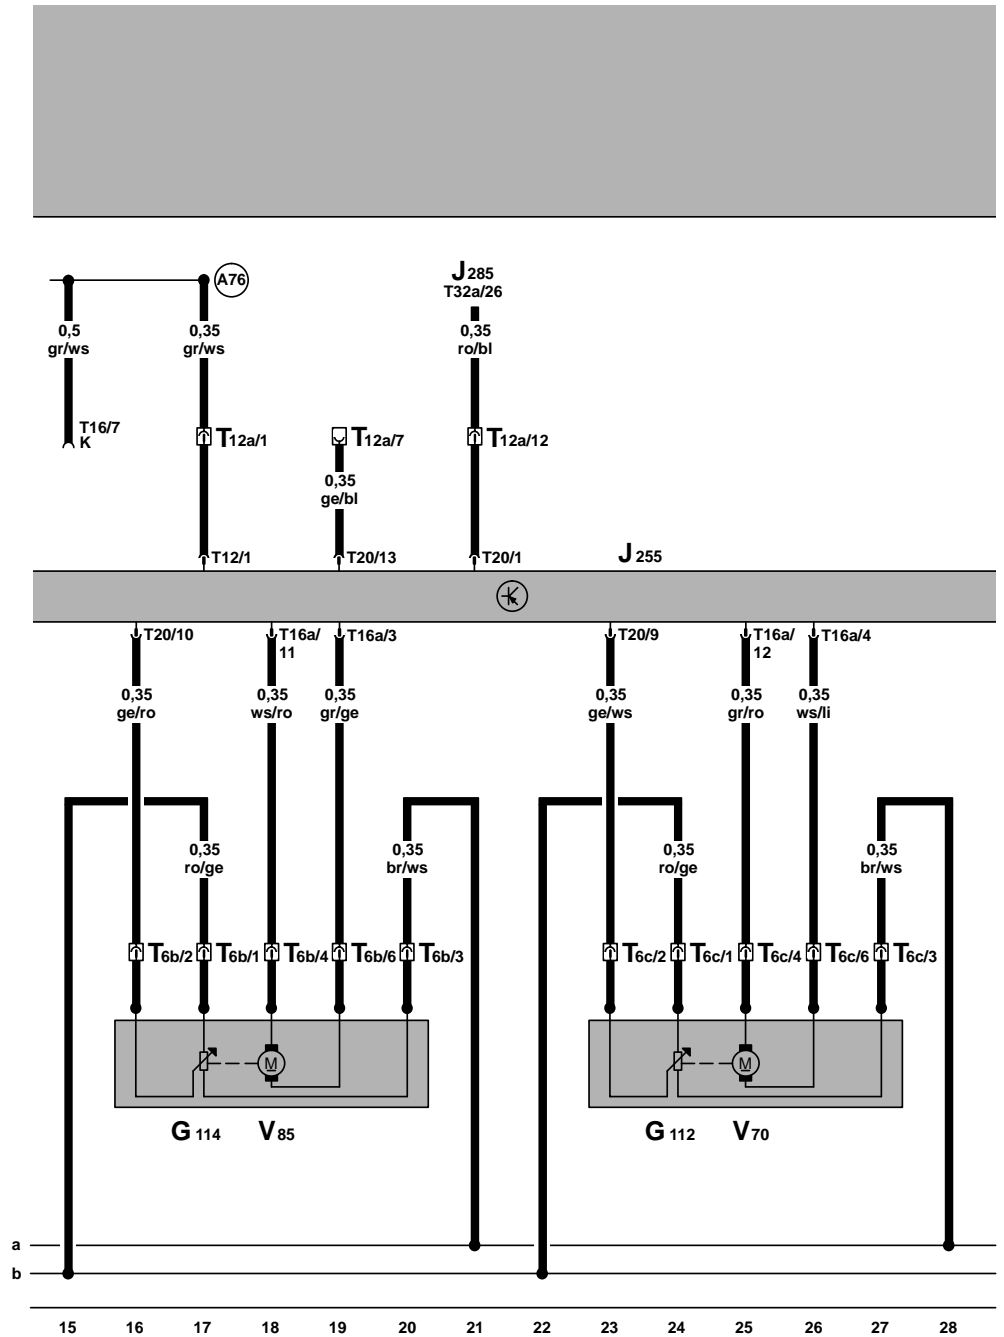 A76
J 285
T32a/26
0,5
gr/ws
0,35
gr/ws
0,35
ro/bl
T16/7
K
T12a/1
T12a/7
T12a/12
0,35
ge/bl
T12/1
T20/13
T20/1
J 255
T20/10
T16a/
11
T16a/3
T20/9
T16a/
12
T16a/4
0,35
ge/ro
0,35
ws/ro
0,35
gr/ge
0,35
ge/ws
0,35
gr/ro
0,35
ws/li
0,35
ro/ge
0,35
br/ws
0,35
ro/ge
0,35
br/ws
T6b/2
T6b/1
T6b/4
T6b/6
T6b/3
T6c/2
T6c/1
T6c/4
T6c/6
T6c/3
M
M
G 114
V 85
G 112
V 70
a
b
15 16 17 18 19 20 21 22 23 24 25 26 27 28